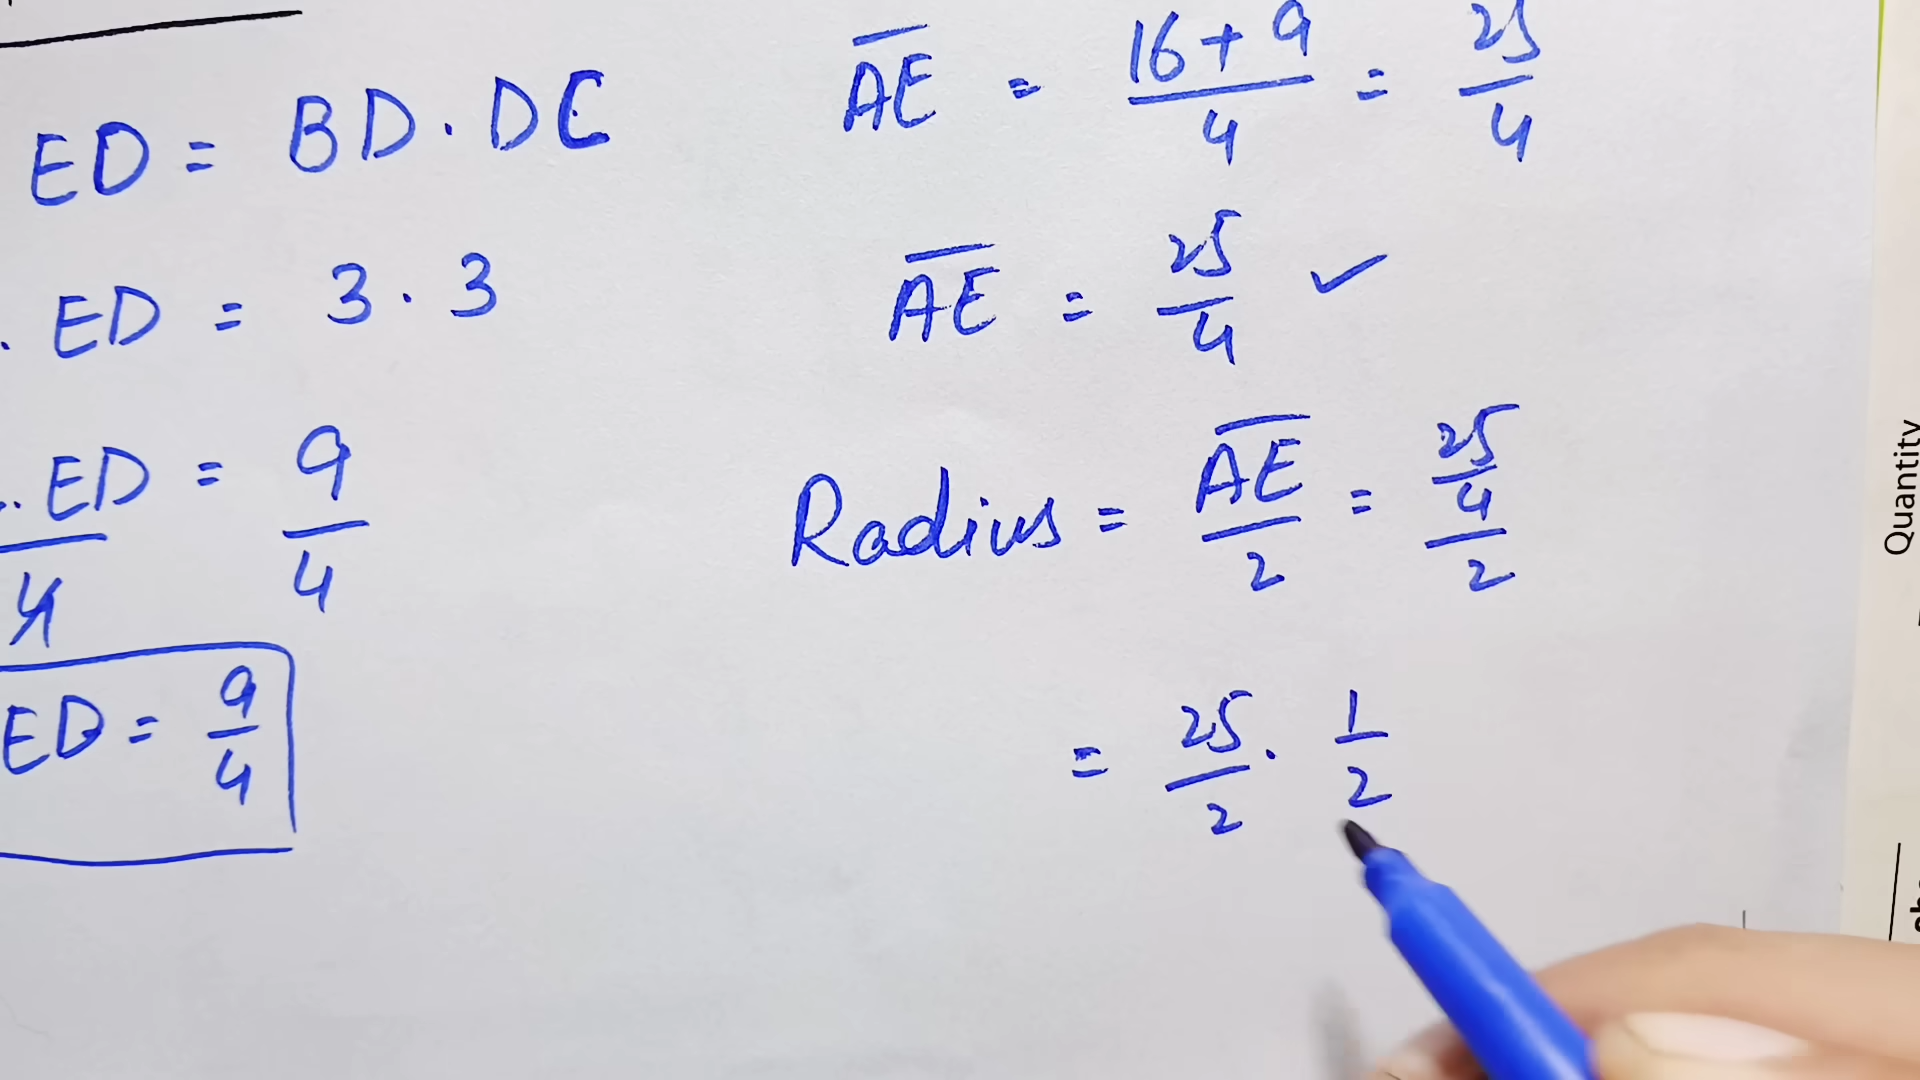 ED = BD . DC
. ED = 3 . 3
.. ED/4 = 9/4
ED = 9/4
AE = 16 + 9/4 = 25/4
AE = 25/4 ✓
Radius = AE/2 = 25/4/2
= 25/2 . 1/2
Quantity